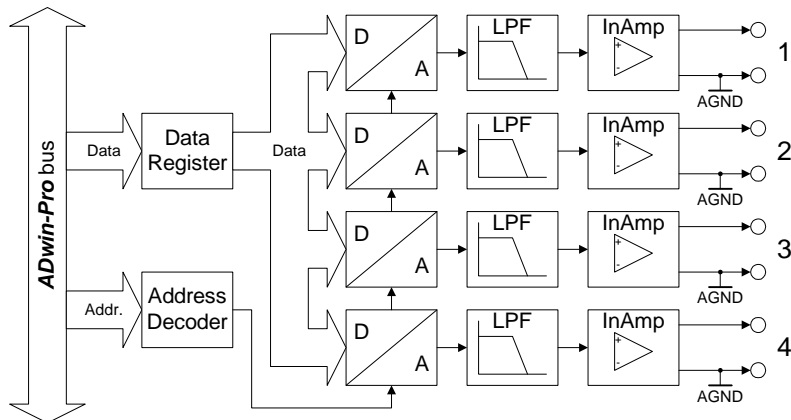 ADwin-Pro bus
Data
Data
Register
Data
Addr.
Address
Decoder
D
A
LPF
InAmp
+
-
AGND
1
D
A
LPF
InAmp
+
-
AGND
2
D
A
LPF
InAmp
+
-
AGND
3
D
A
LPF
InAmp
+
-
AGND
4